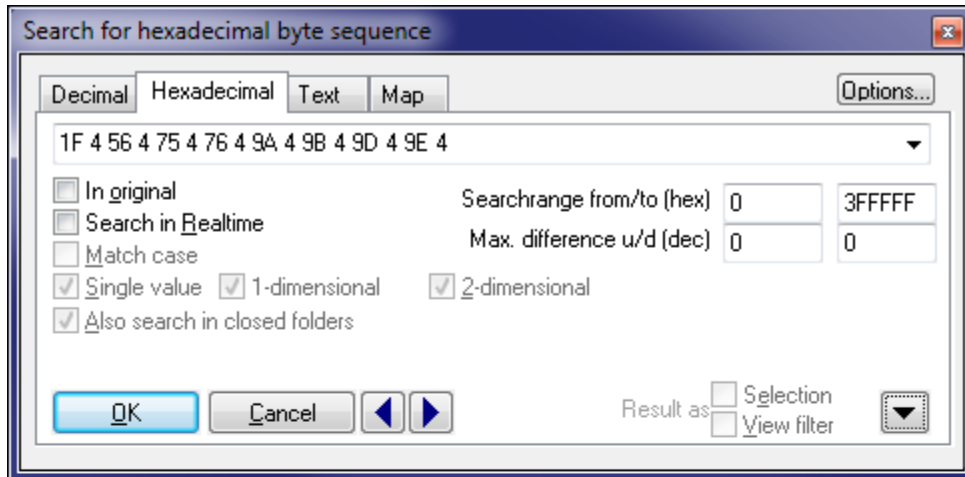 Search for hexadecimal byte sequence
Decimal Hexadecimal Text Map Options...
1F 4 56 4 75 4 76 4 9A 4 9B 4 9D 4 9E 4
In original Searchrange from/to (hex) 0 3FFFFF
Search in Realtime Max. difference u/d (dec) 0 0
Match case
Single value 1-dimensional 2-dimensional
Also search in closed folders
OK Cancel Result as Selection
View filter